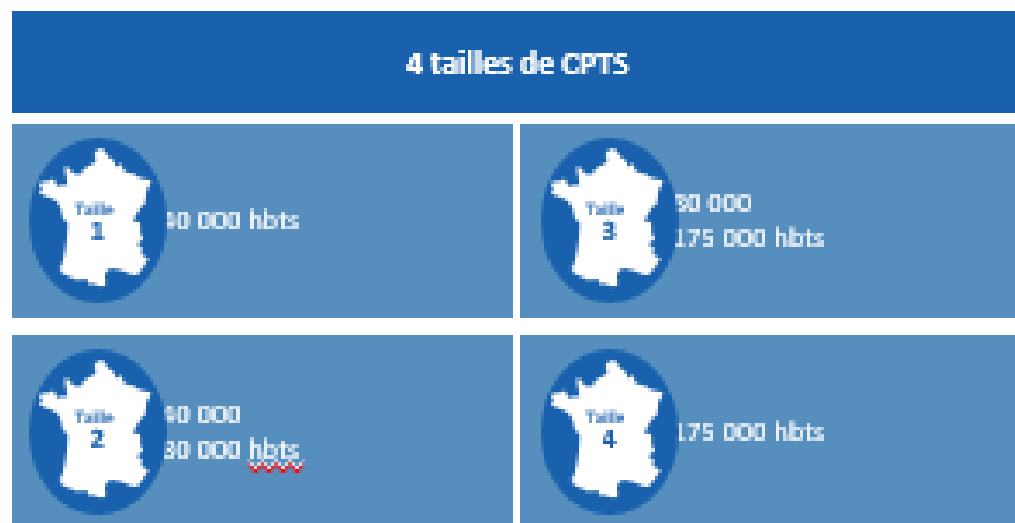 4 tailles de CPTS
Taille
1
40 000 hbts
Taille
3
80 000
175 000 hbts
Taille
2
40 000
80 000 hbts
Taille
4
175 000 hbts